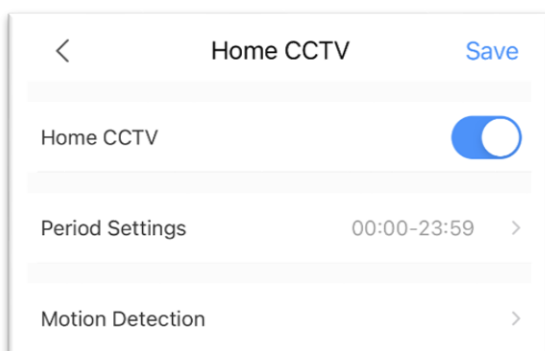 Home CCTV Save
Home CCTV
Period Settings 00:00-23:59
Motion Detection